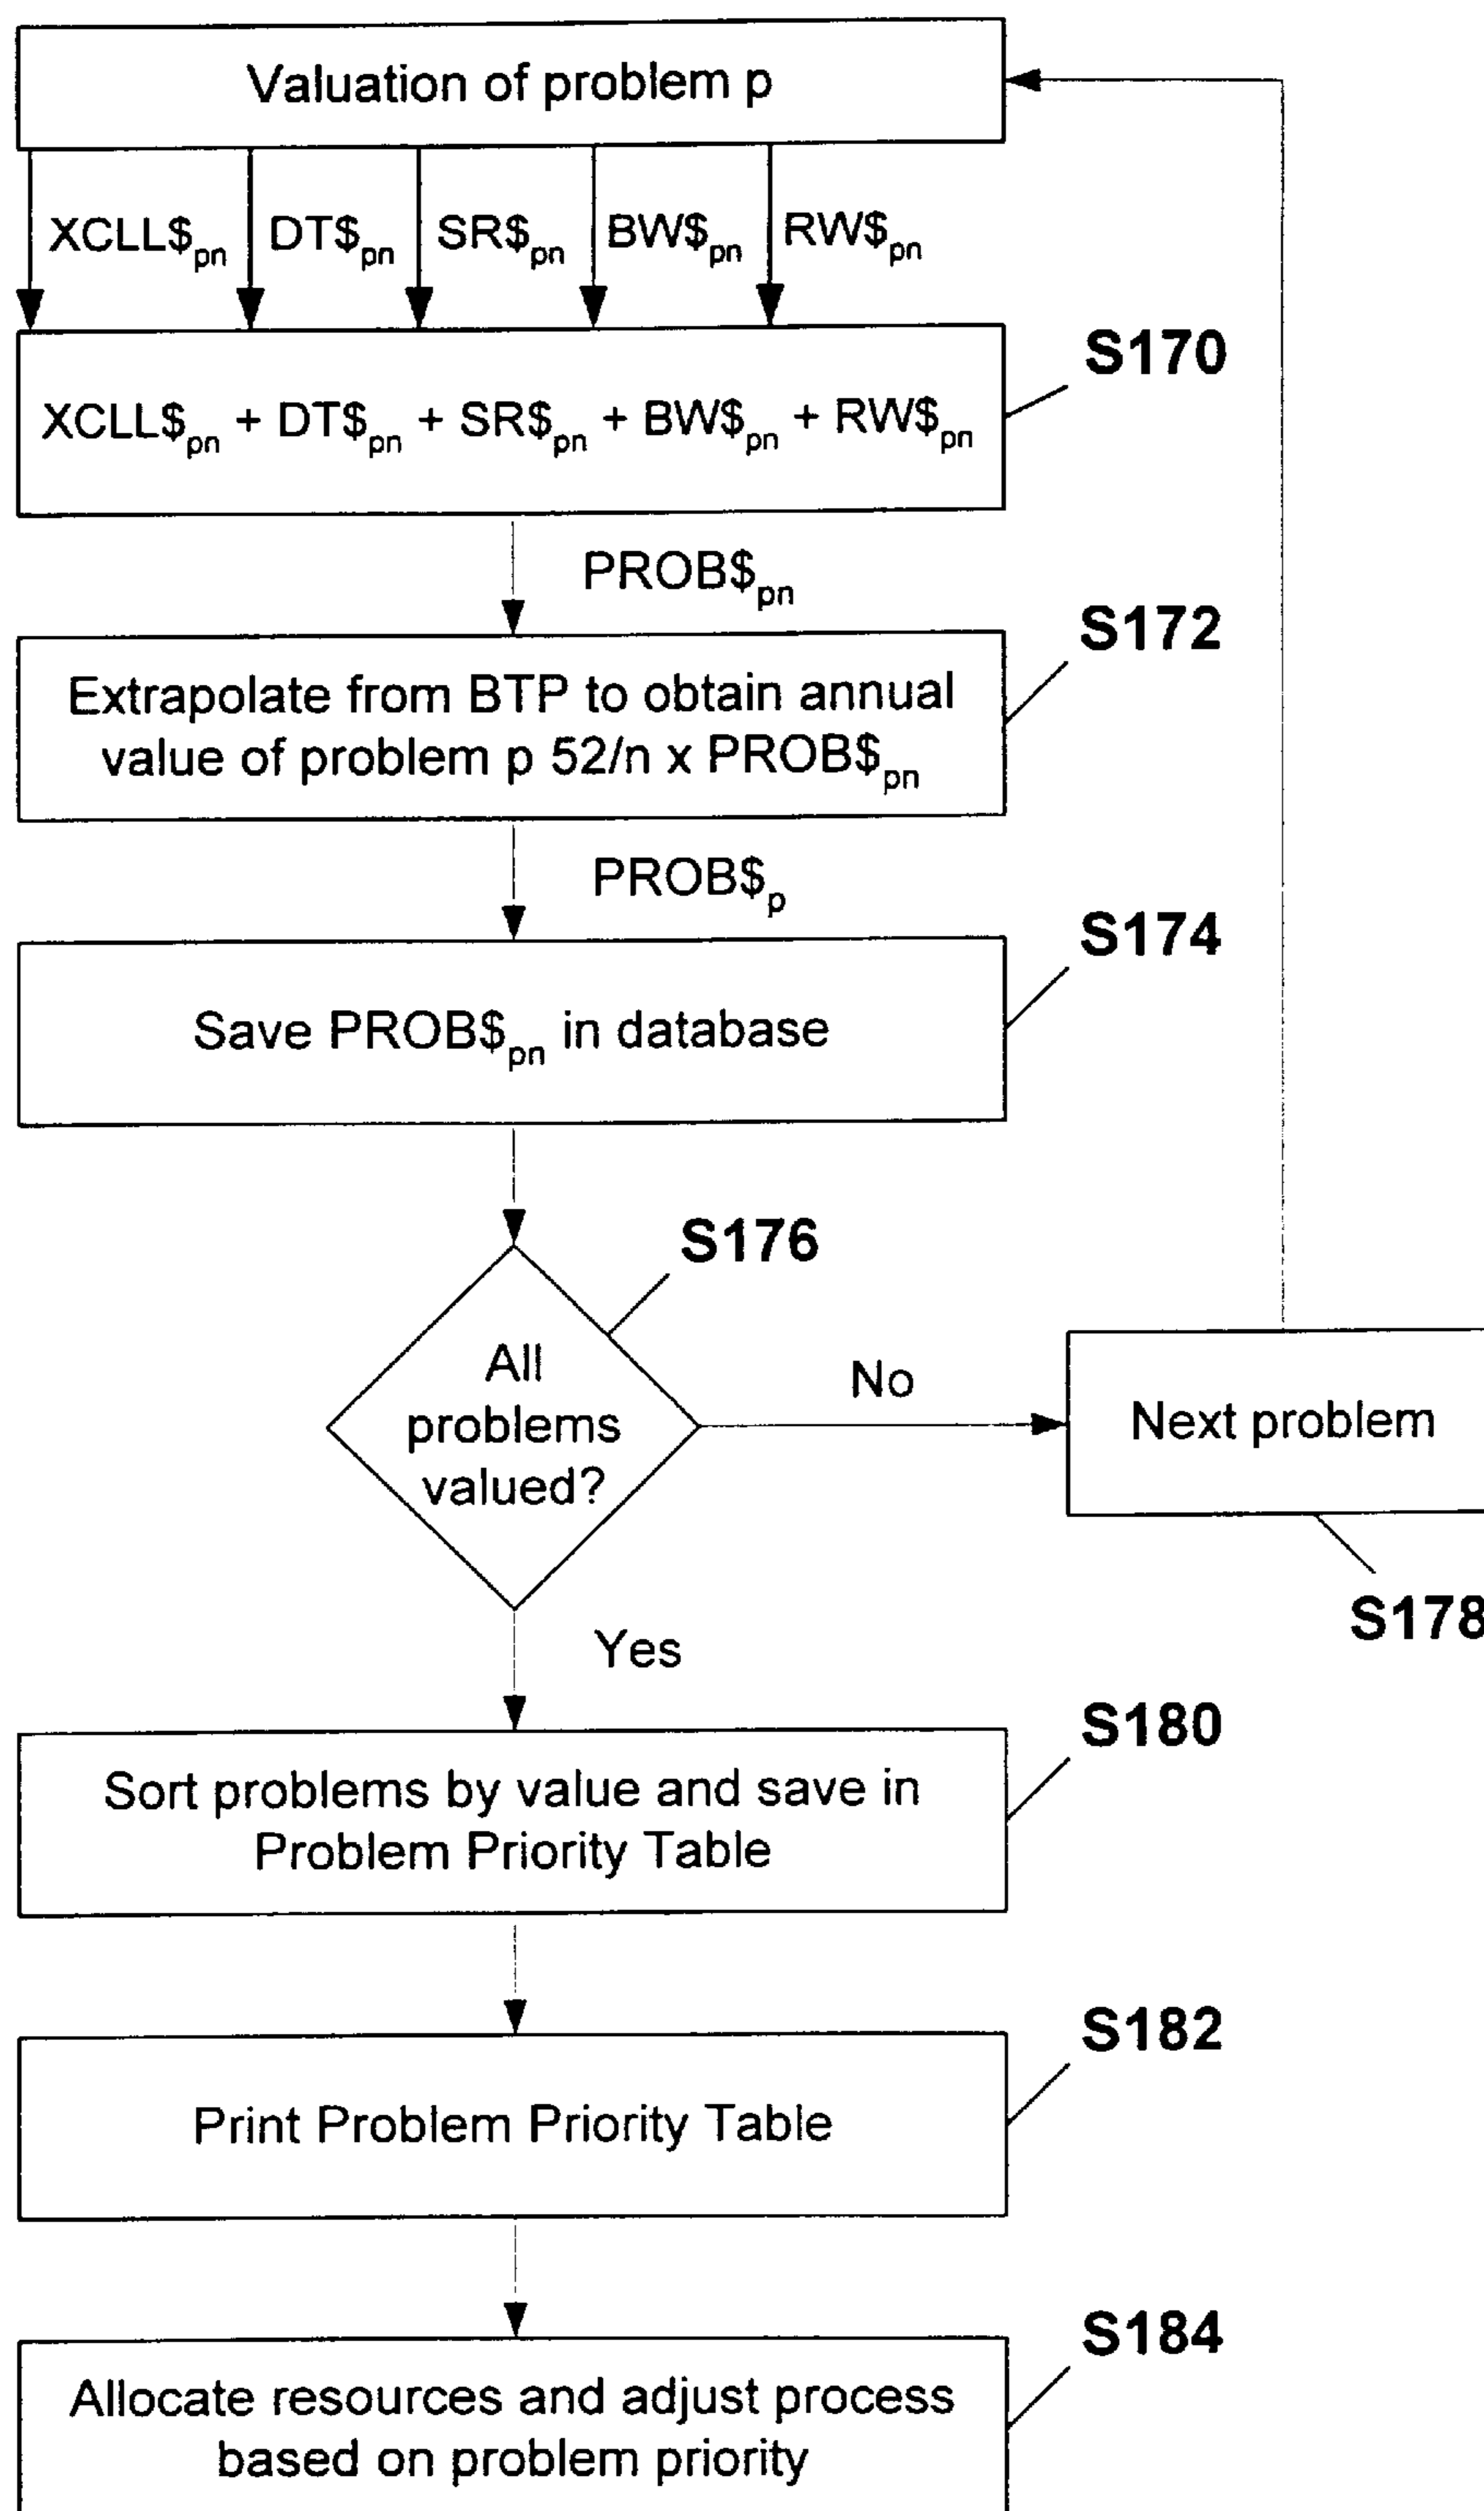 Valuation of problem p
XCLL$pn DT$pn SR$pn BW$pn RW$pn
S170
XCLL$pn + DT$pn + SR$pn + BW$pn + RW$pn
PROB$pn
S172
Extrapolate from BTP to obtain annual
value of problem p 52/n x PROB$pn
PROB$p
S174
Save PROB$pn in database
S176
All
problems
valued?
No
Next problem
S178
Yes
S180
Sort problems by value and save in
Problem Priority Table
S182
Print Problem Priority Table
S184
Allocate resources and adjust process
based on problem priority